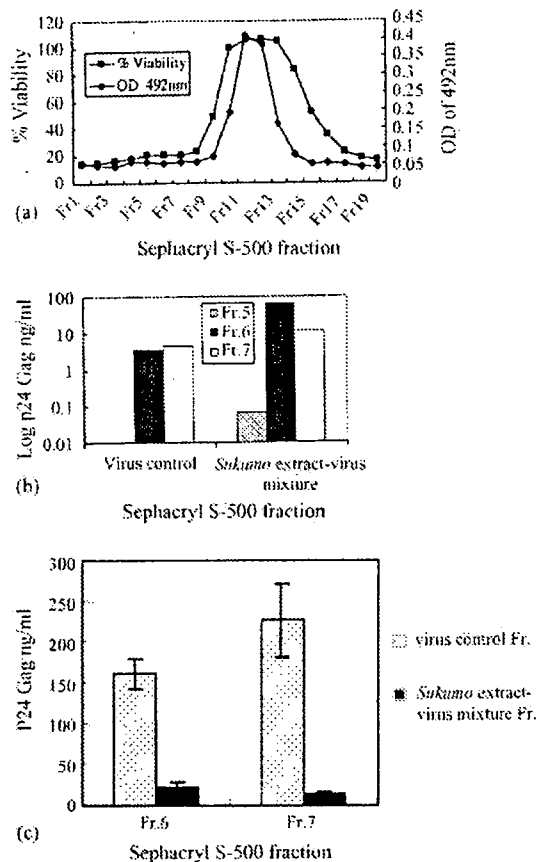 120
100
80
60
40
20
0
% Viability
% Viability
OD 492nm
0.45
0.4
0.35
0.3
0.25
0.2
0.15
0.1
0.05
0
OD of 492nm
(a)
Fr1
Fr3
Fr5
Fr7
Fr9
Fr11
Fr13
Fr15
Fr17
Fr19
Sephacryl S-500 fraction
100
10
1
0.1
0.01
Log p24 Gag ng/ml
Fr.5
Fr.6
Fr.7
Virus control
Sukumo extract-virus
mixture
(b)
Sephacryl S-500 fraction
300
250
200
150
100
50
0
P24 Gag ng/ml
virus control Fr.
Sukumo extract-
virus mixture Fr.
Fr.6
Fr.7
(c)
Sephacryl S-500 fraction